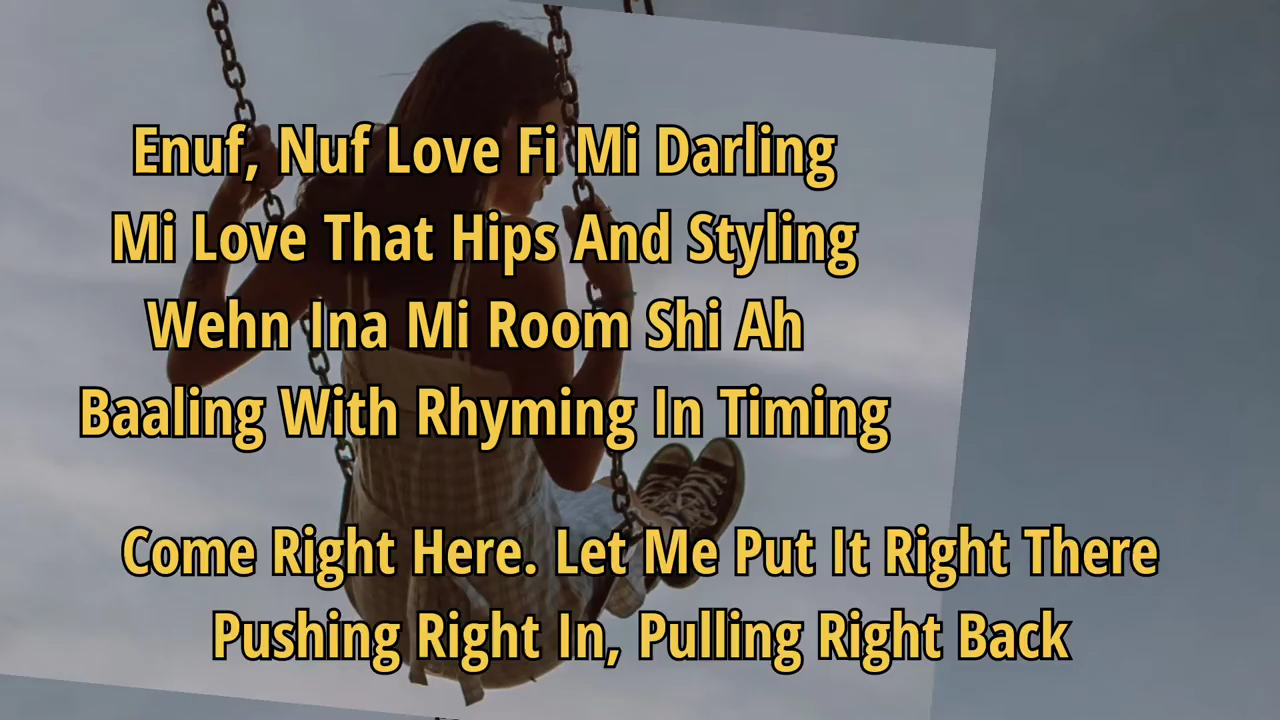 Enuf, Nuf Love Fi Mi Darling
Mi Love That Hips And Styling
Wehn Ina Mi Room Shi Ah
Baaling With Rhyming In Timing
Come Right Here. Let Me Put It Right There
Pushing Right In, Pulling Right Back